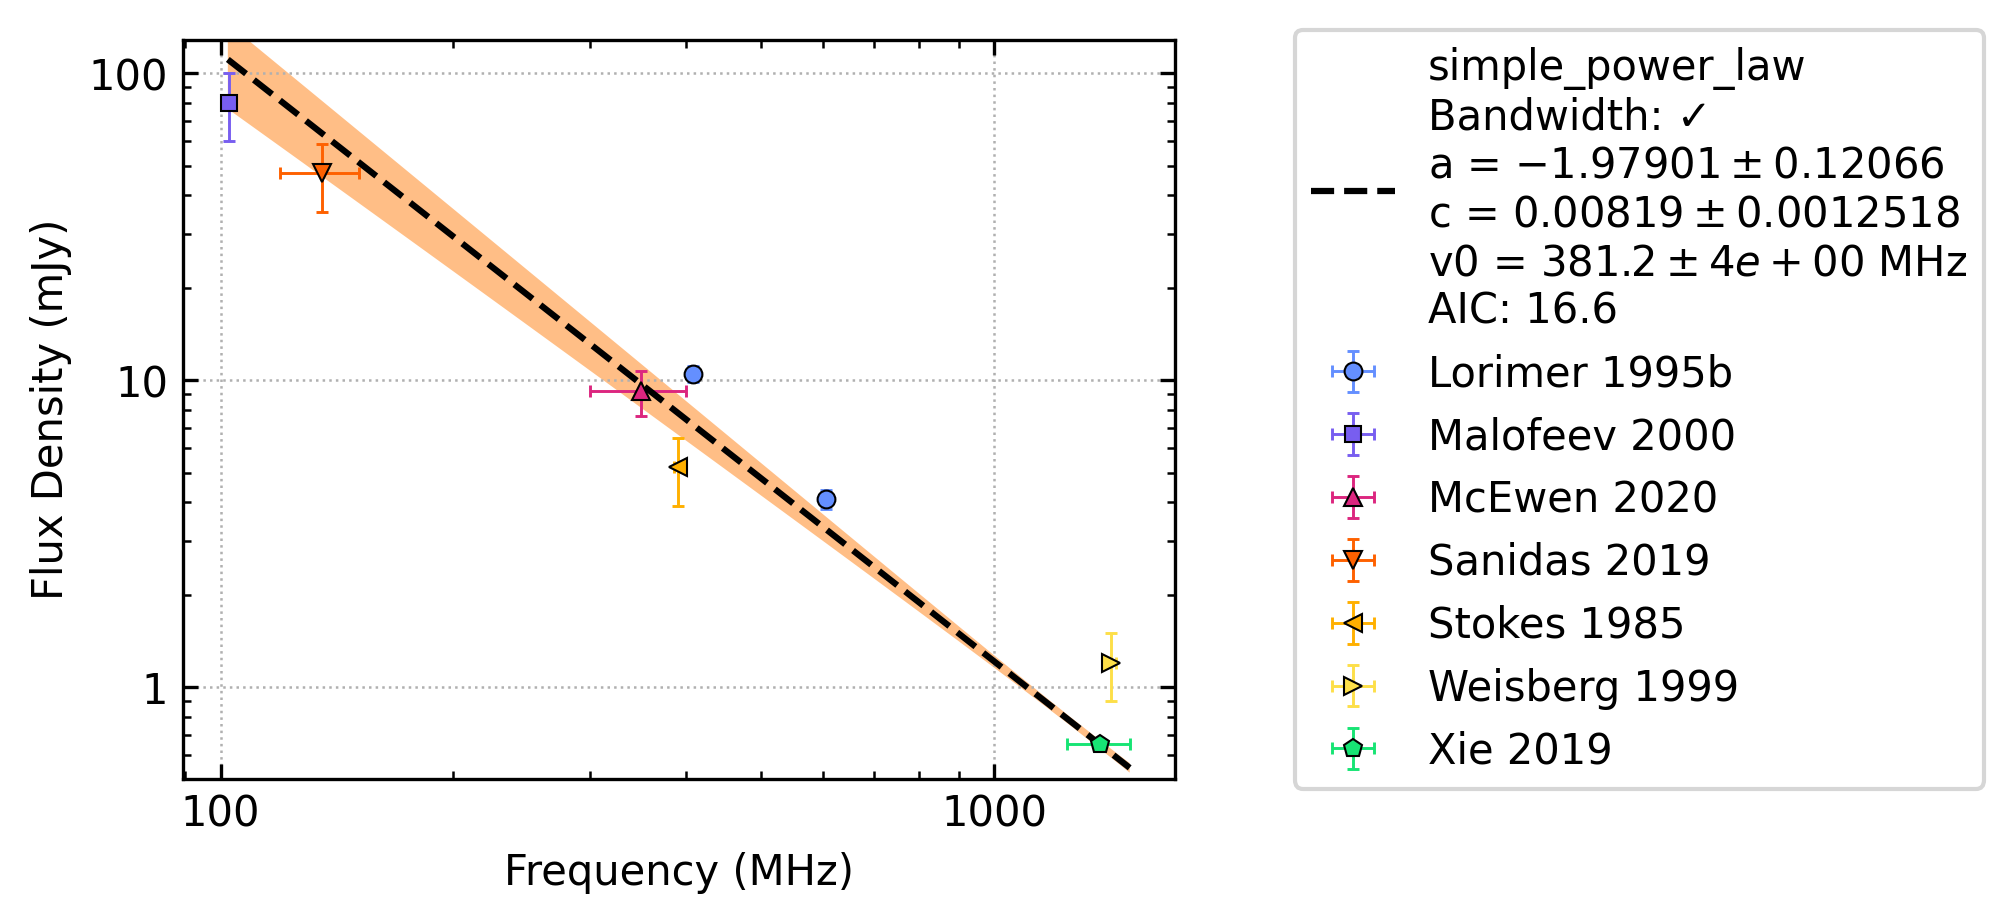 100
10
1
Flux Density (mJy)
100
1000
Frequency (MHz)
simple_power_law
Bandwidth: ✓
a = −1.97901 ± 0.12066
c = 0.00819 ± 0.0012518
v0 = 381.2 ± 4e + 00 MHz
AIC: 16.6
Lorimer 1995b
Malofeev 2000
McEwen 2020
Sanidas 2019
Stokes 1985
Weisberg 1999
Xie 2019